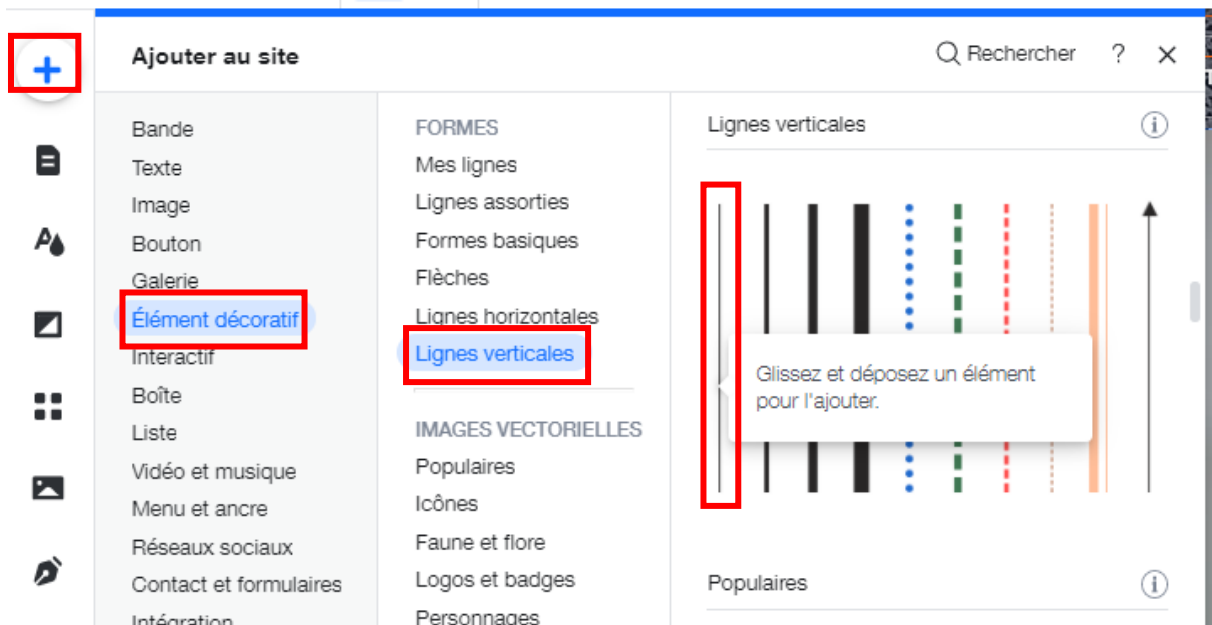 Ajouter au site
Rechercher ?
Bande
Texte
Image
Bouton
Galerie
Élément décoratif
Interactif
Boîte
Liste
Vidéo et musique
Menu et ancre
Réseaux sociaux
Contact et formulaires
Intégration
FORMES
Mes lignes
Lignes assorties
Formes basiques
Flèches
Lignes horizontales
Lignes verticales
IMAGES VECTORIELLES
Populaires
Icônes
Faune et flore
Logos et badges
Personnages
Lignes verticales
Glissez et déposez un élément
pour l'ajouter.
Populaires